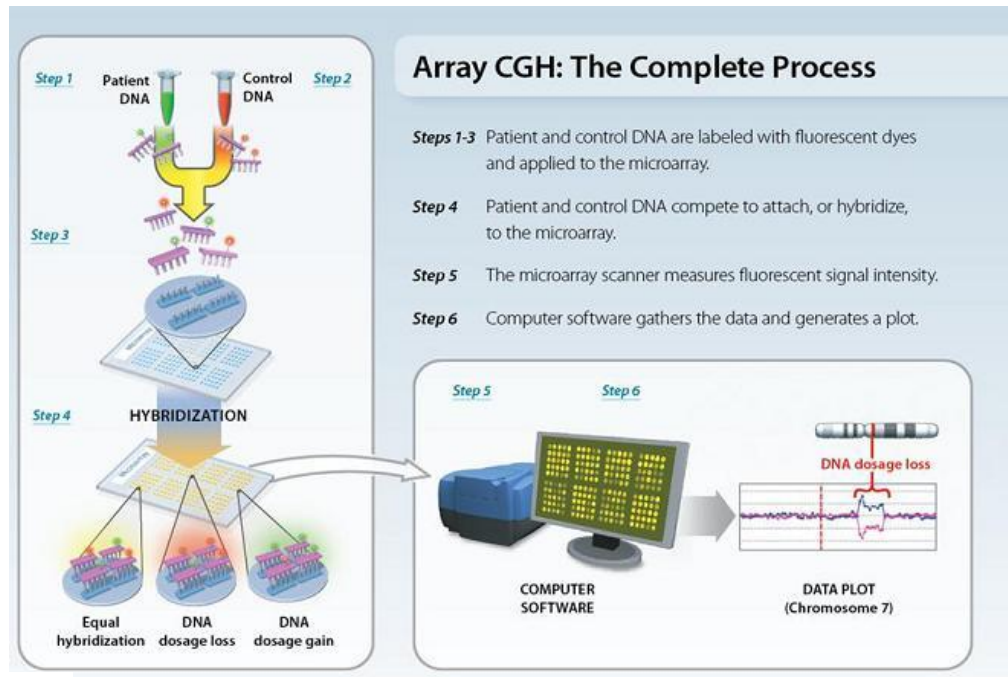 Array CGH: The Complete Process
Step 1
Patient
DNA
Control
DNA
Step 2
Step 3
HYBRIDIZATION
Step 4
Equal
hybridization
DNA
dosage loss
DNA
dosage gain
Steps 1-3 Patient and control DNA are labeled with fluorescent dyes
and applied to the microarray.
Step 4 Patient and control DNA compete to attach, or hybridize,
to the microarray.
Step 5 The microarray scanner measures fluorescent signal intensity.
Step 6 Computer software gathers the data and generates a plot.
Step 5
Step 6
COMPUTER
SOFTWARE
DNA dosage loss
DATA PLOT
(Chromosome 7)